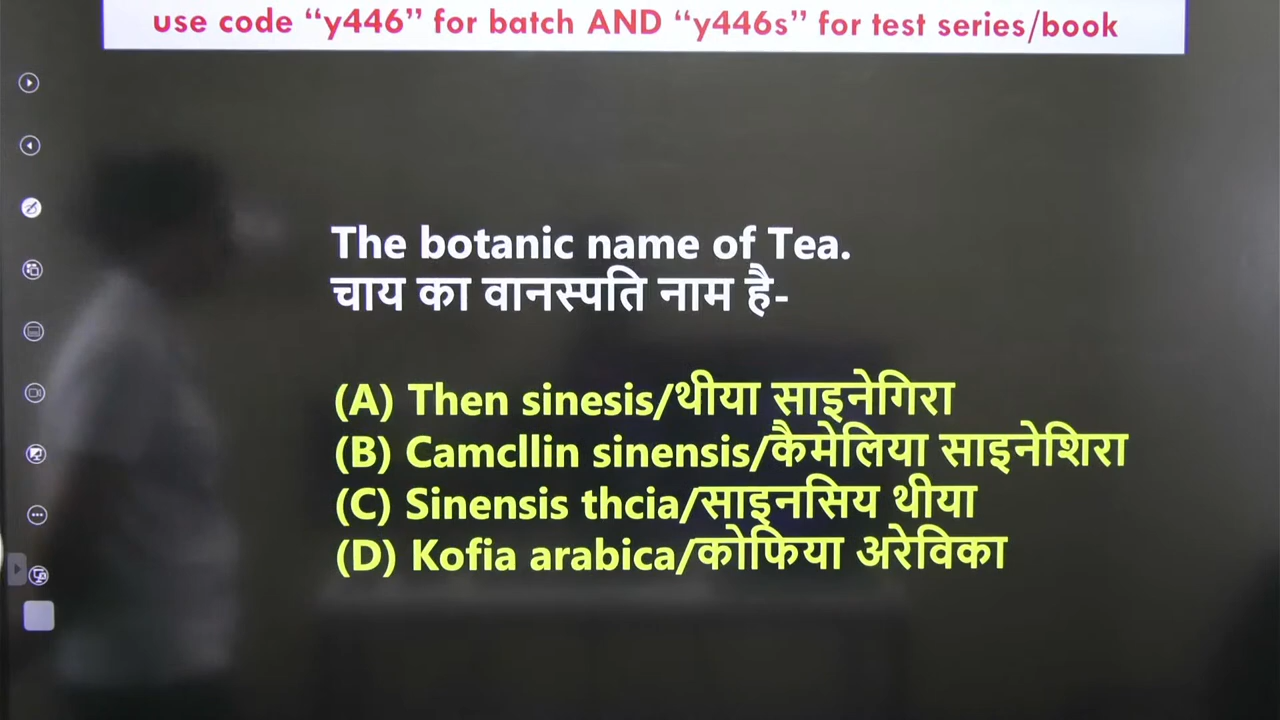 use code “y446” for batch AND “y446s” for test series/book
The botanic name of Tea.
चाय का वानस्पति नाम है-
(A) Then sinesis/थीया साइनेगिरा
(B) Camcllin sinensis/कैमेलिया साइनेशिरा
(C) Sinensis thcia/साइनसिय थीया
(D) Kofia arabica/कोफिया अरेविका